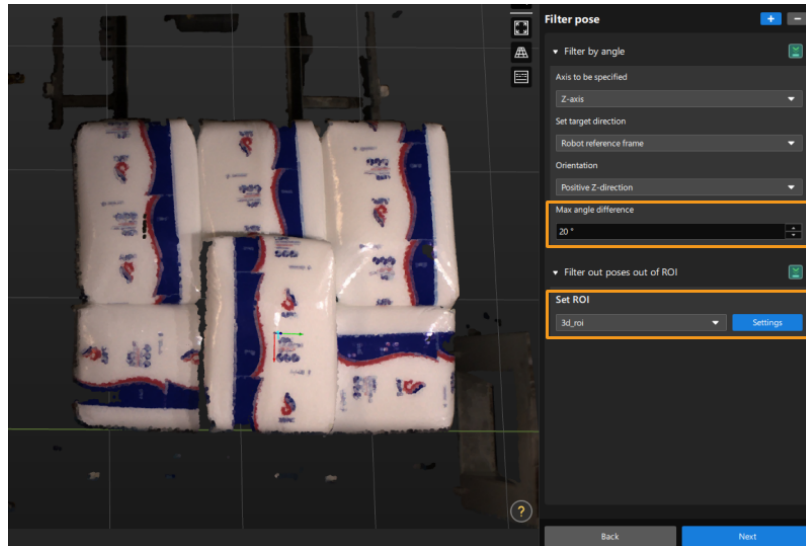 Filter pose
+
−
Filter by angle
Axis to be specified
Z-axis
Set target direction
Robot reference frame
Orientation
Positive Z-direction
Max angle difference
20 °
Filter out poses out of ROI
Set ROI
3d_roi
Settings
?
Back
Next